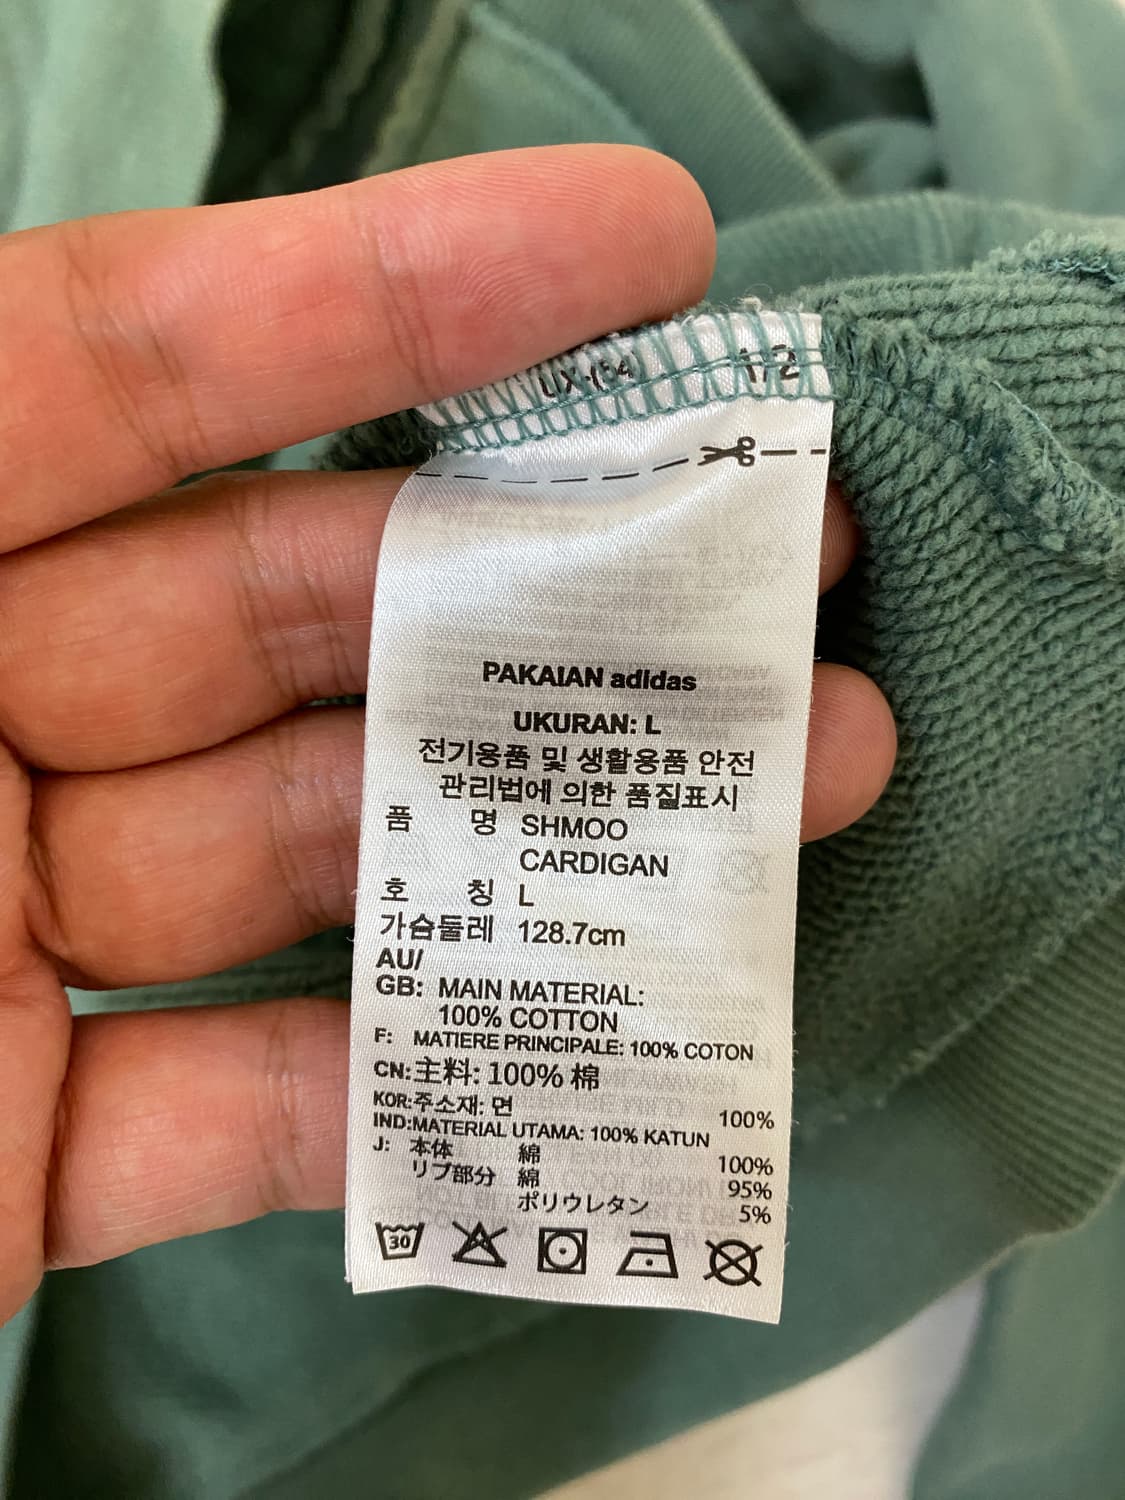 1/2
PAKAIAN adidas
UKURAN: L
전기용품 및 생활용품 안전
관리법에 의한 품질표시
품 명 SHMOO
CARDIGAN
호 칭 L
가슴둘레 128.7cm
AU/
GB: MAIN MATERIAL:
100% COTTON
F: MATIERE PRINCIPALE: 100% COTON
CN:主料: 100% 棉
KOR:주소재: 면 100%
IND:MATERIAL UTAMA: 100% KATUN
J: 本体 綿 100%
リブ部分 綿 95%
ポリウレタン 5%
30